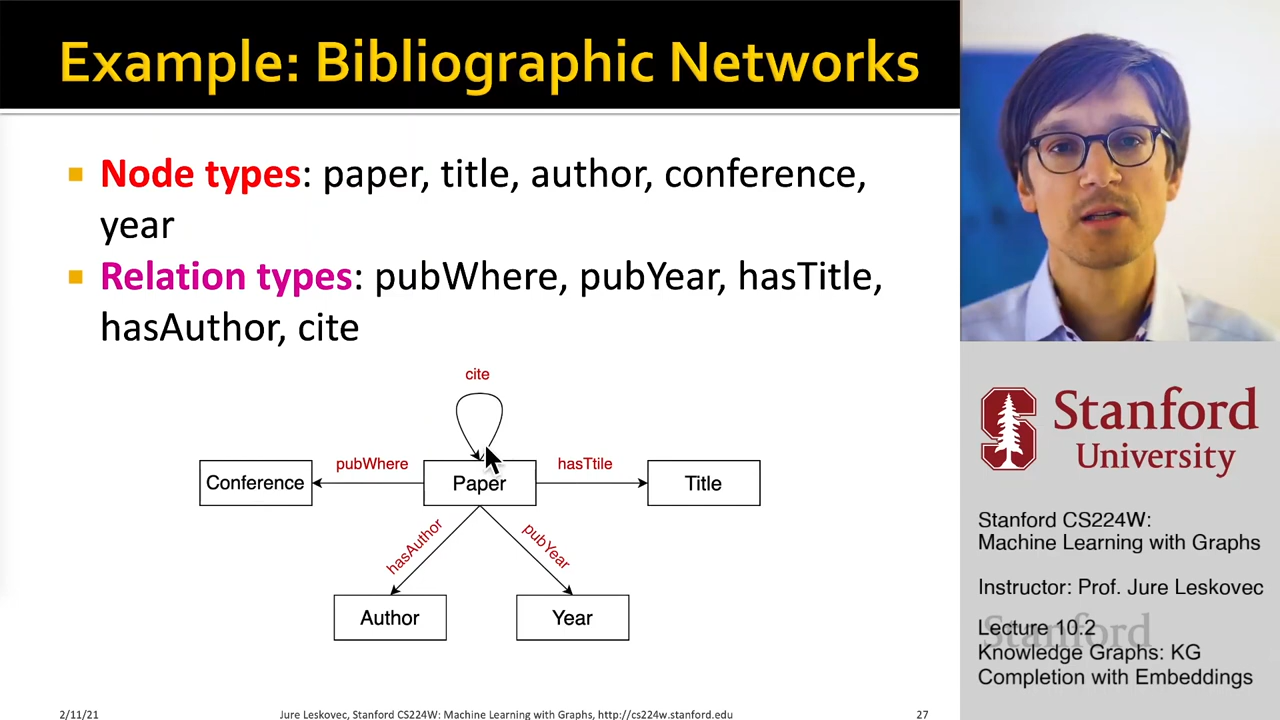 Example: Bibliographic Networks
Node types: paper, title, author, conference,
year
Relation types: pubWhere, pubYear, hasTitle,
hasAuthor, cite
cite
Conference
pubWhere
Paper
hasTtile
Title
hasAuthor
pubYear
Author
Year
2/11/21
Jure Leskovec, Stanford CS224W: Machine Learning with Graphs, http://cs224w.stanford.edu
27
Stanford
University
Stanford CS224W:
Machine Learning with Graphs
Instructor: Prof. Jure Leskovec
Stanford
Lecture 10.2
Knowledge Graphs: KG
Completion with Embeddings